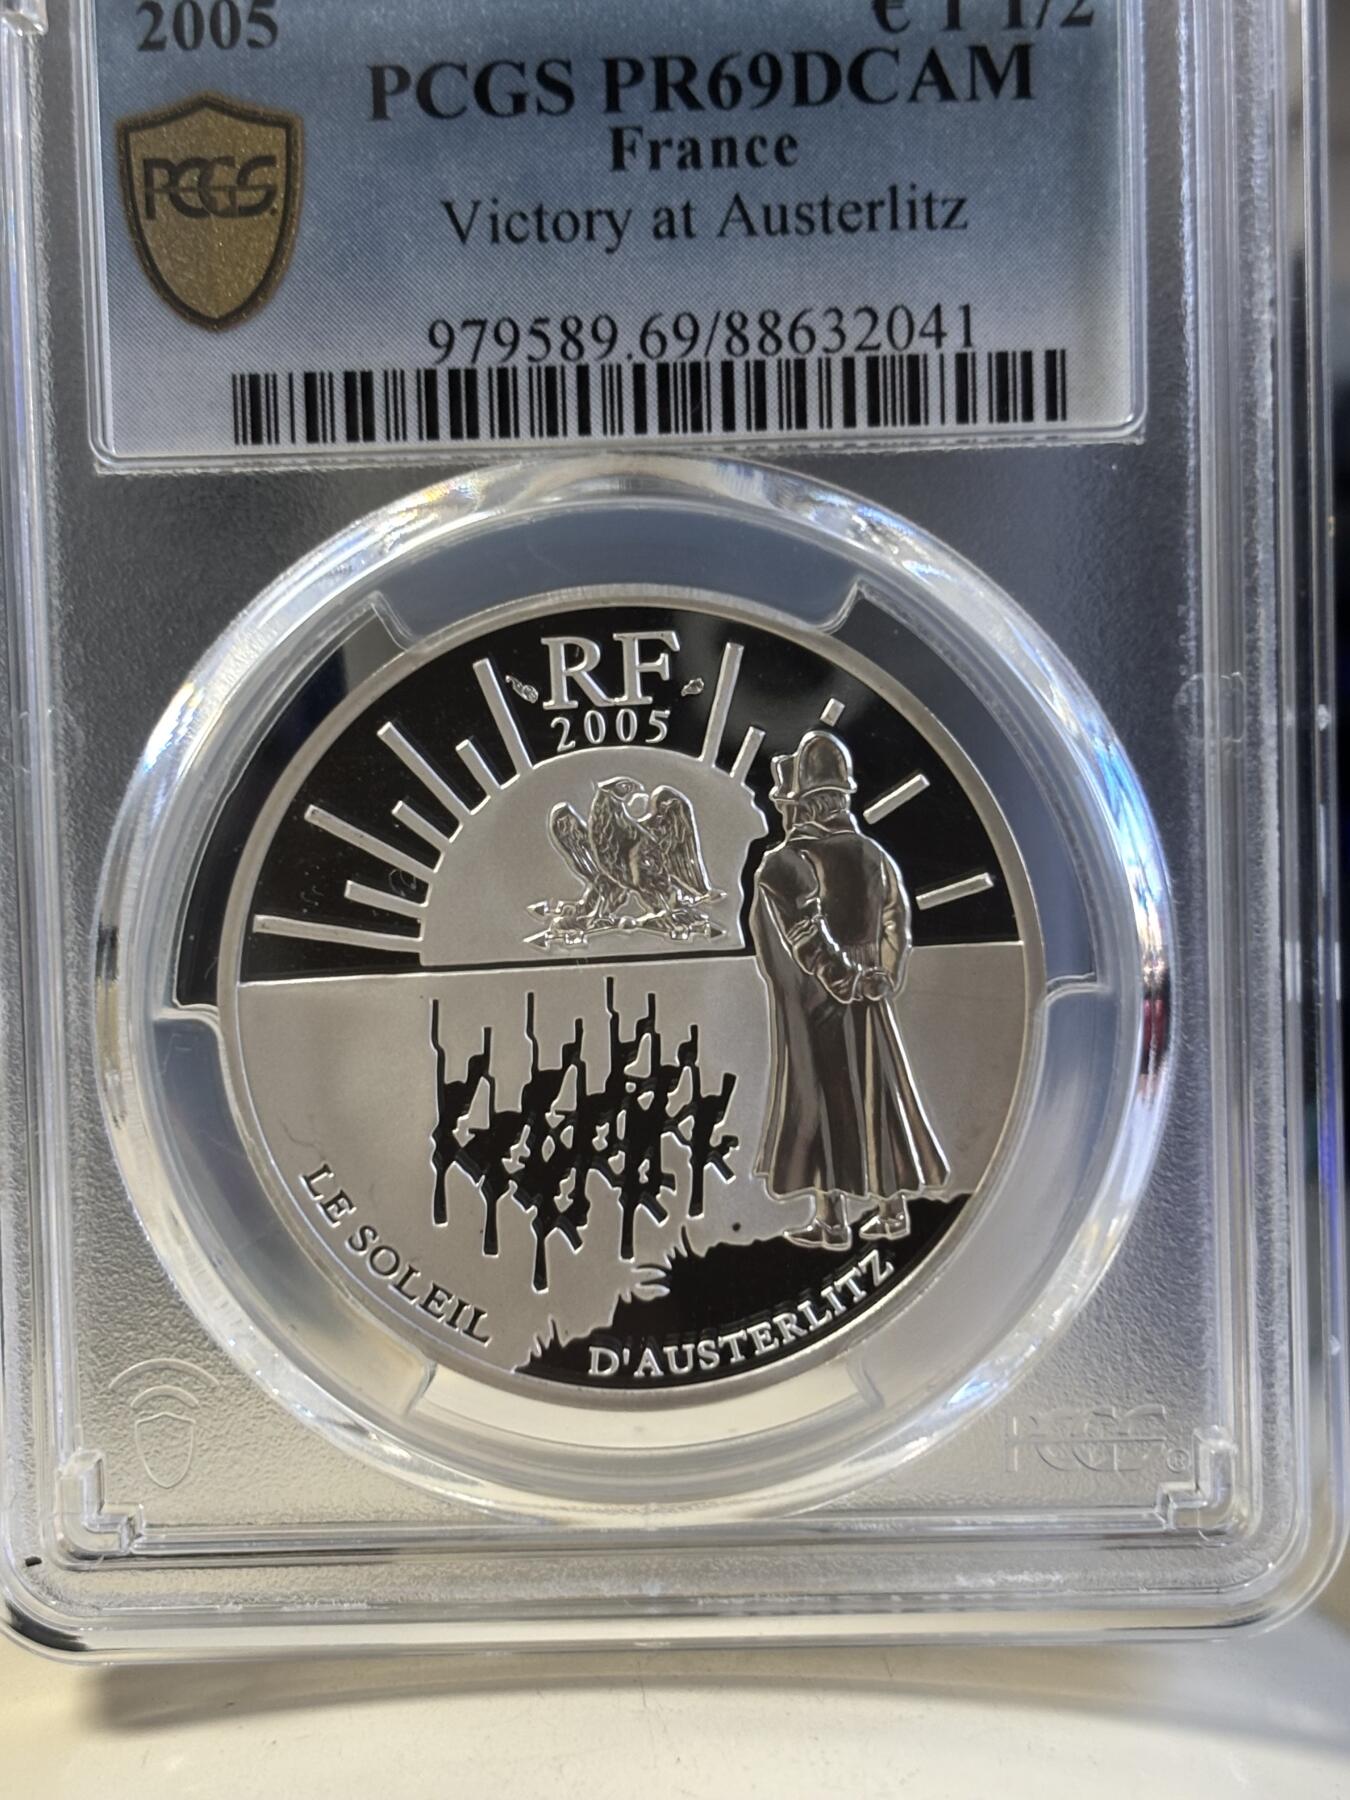 2005 € 1 1/2
PCGS PR69DCAM
France
Victory at Austerlitz
PCGS
979589.69/88632041
RF
2005
LE SOLEIL
D'AUSTERLITZ
PCGS®